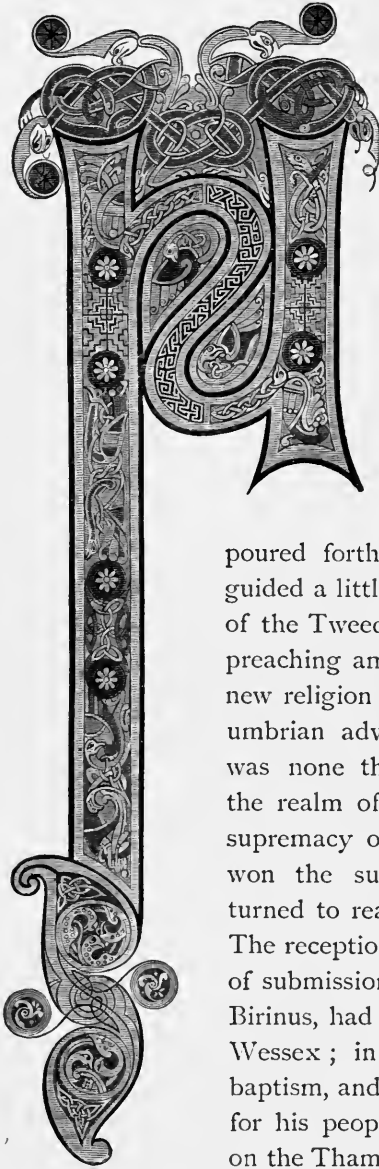 poured forth
guided a little
of the Tweed
preaching am
new religion
umbrian adv
was none th
the realm of
supremacy o
won the su
turned to rea
The reception
of submission
Birinus, had
Wessex ; in
baptism, and
for his peop
on the Tham